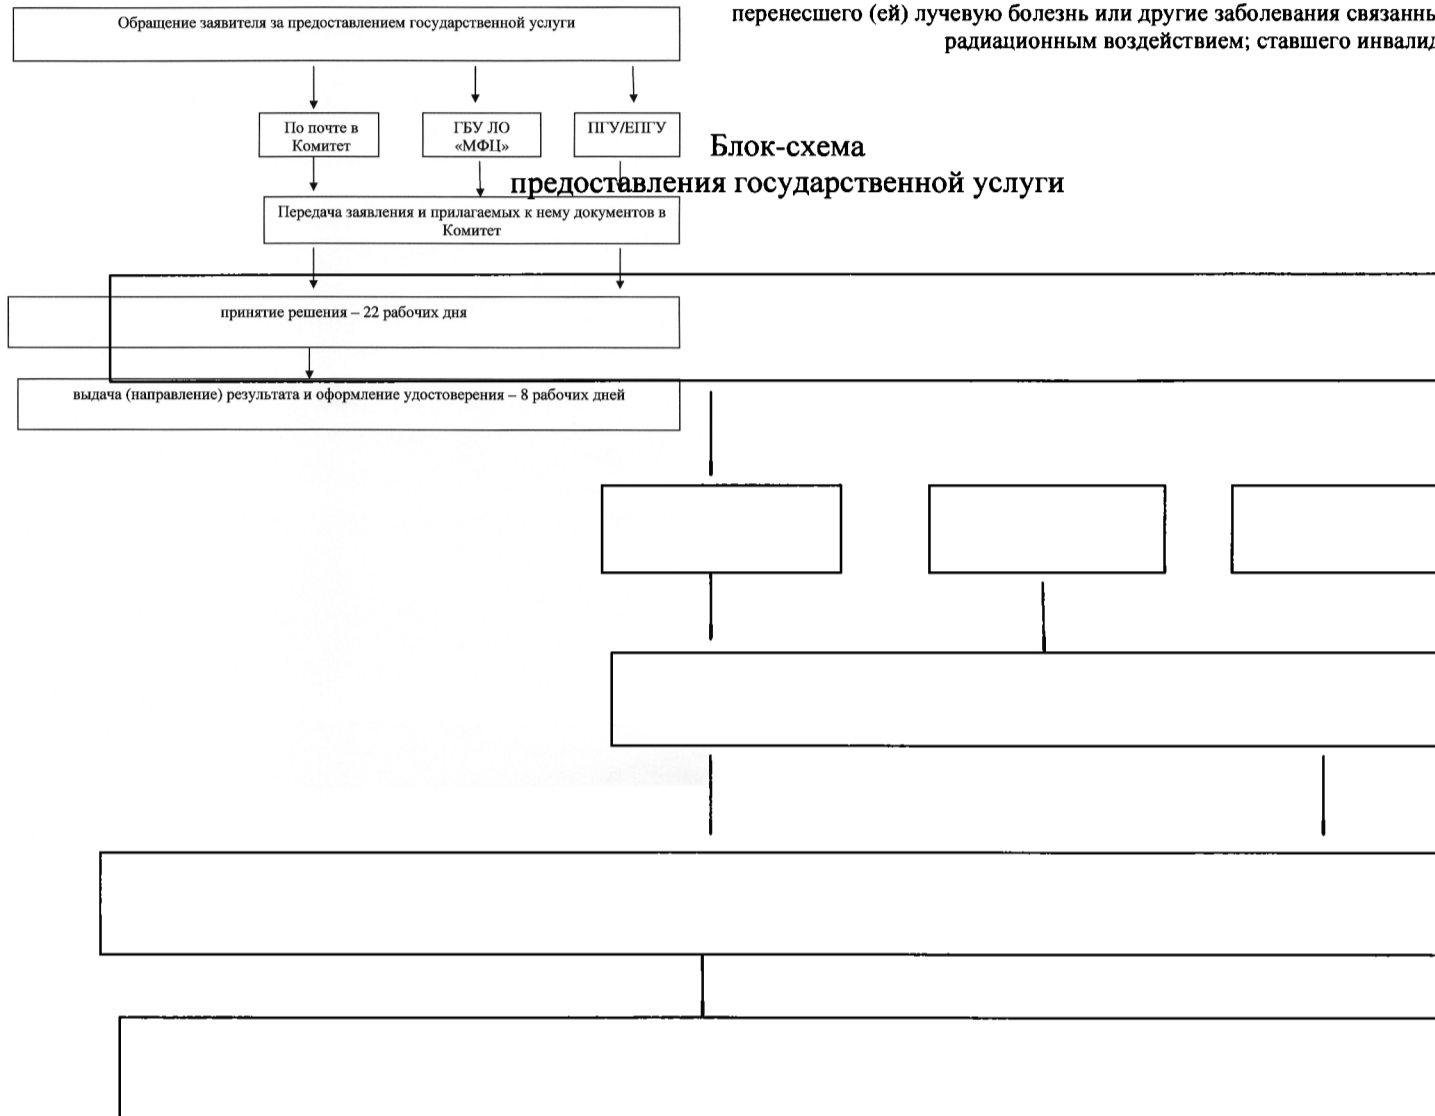 перенесшего (ей) лучевую болезнь или другие заболевания
радиационным воздействием; ставшего
Обращение заявителя за предоставлением государственной услуги
По почте в
Комитет
ГБУ ЛО
«МФЦ»
ПГУ/ЕПГУ
Блок-схема
предоставления государственной услуги
Передача заявления и прилагаемых к нему документов в
Комитет
принятие решения – 22 рабочих дня
выдача (направление) результата и оформление удостоверения – 8 рабочих дней